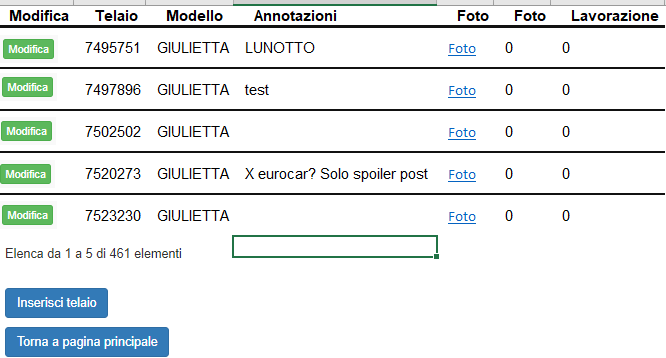 Modifica Telaio Modello Annotazioni Foto Foto Lavorazione
Modifica 7495751 GIULIETTA LUNOTTO Foto 0 0
Modifica 7497896 GIULIETTA test Foto 0 0
Modifica 7502502 GIULIETTA Foto 0 0
Modifica 7520273 GIULIETTA X eurocar? Solo spoiler post Foto 0 0
Modifica 7523230 GIULIETTA Foto 0 0
Elenca da 1 a 5 di 461 elementi
Inserisci telaio
Torna a pagina principale